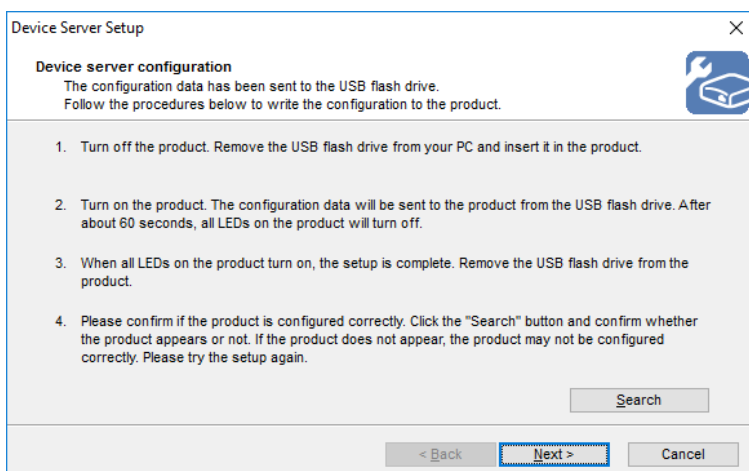 Device Server Setup
Device server configuration
The configuration data has been sent to the USB flash drive.
Follow the procedures below to write the configuration to the product.
1. Turn off the product. Remove the USB flash drive from your PC and insert it in the product.
2. Turn on the product. The configuration data will be sent to the product from the USB flash drive. After
about 60 seconds, all LEDs on the product will turn off.
3. When all LEDs on the product turn on, the setup is complete. Remove the USB flash drive from the
product.
4. Please confirm if the product is configured correctly. Click the "Search" button and confirm whether
the product appears or not. If the product does not appear, the product may not be configured
correctly. Please try the setup again.
Search
< Back Next > Cancel